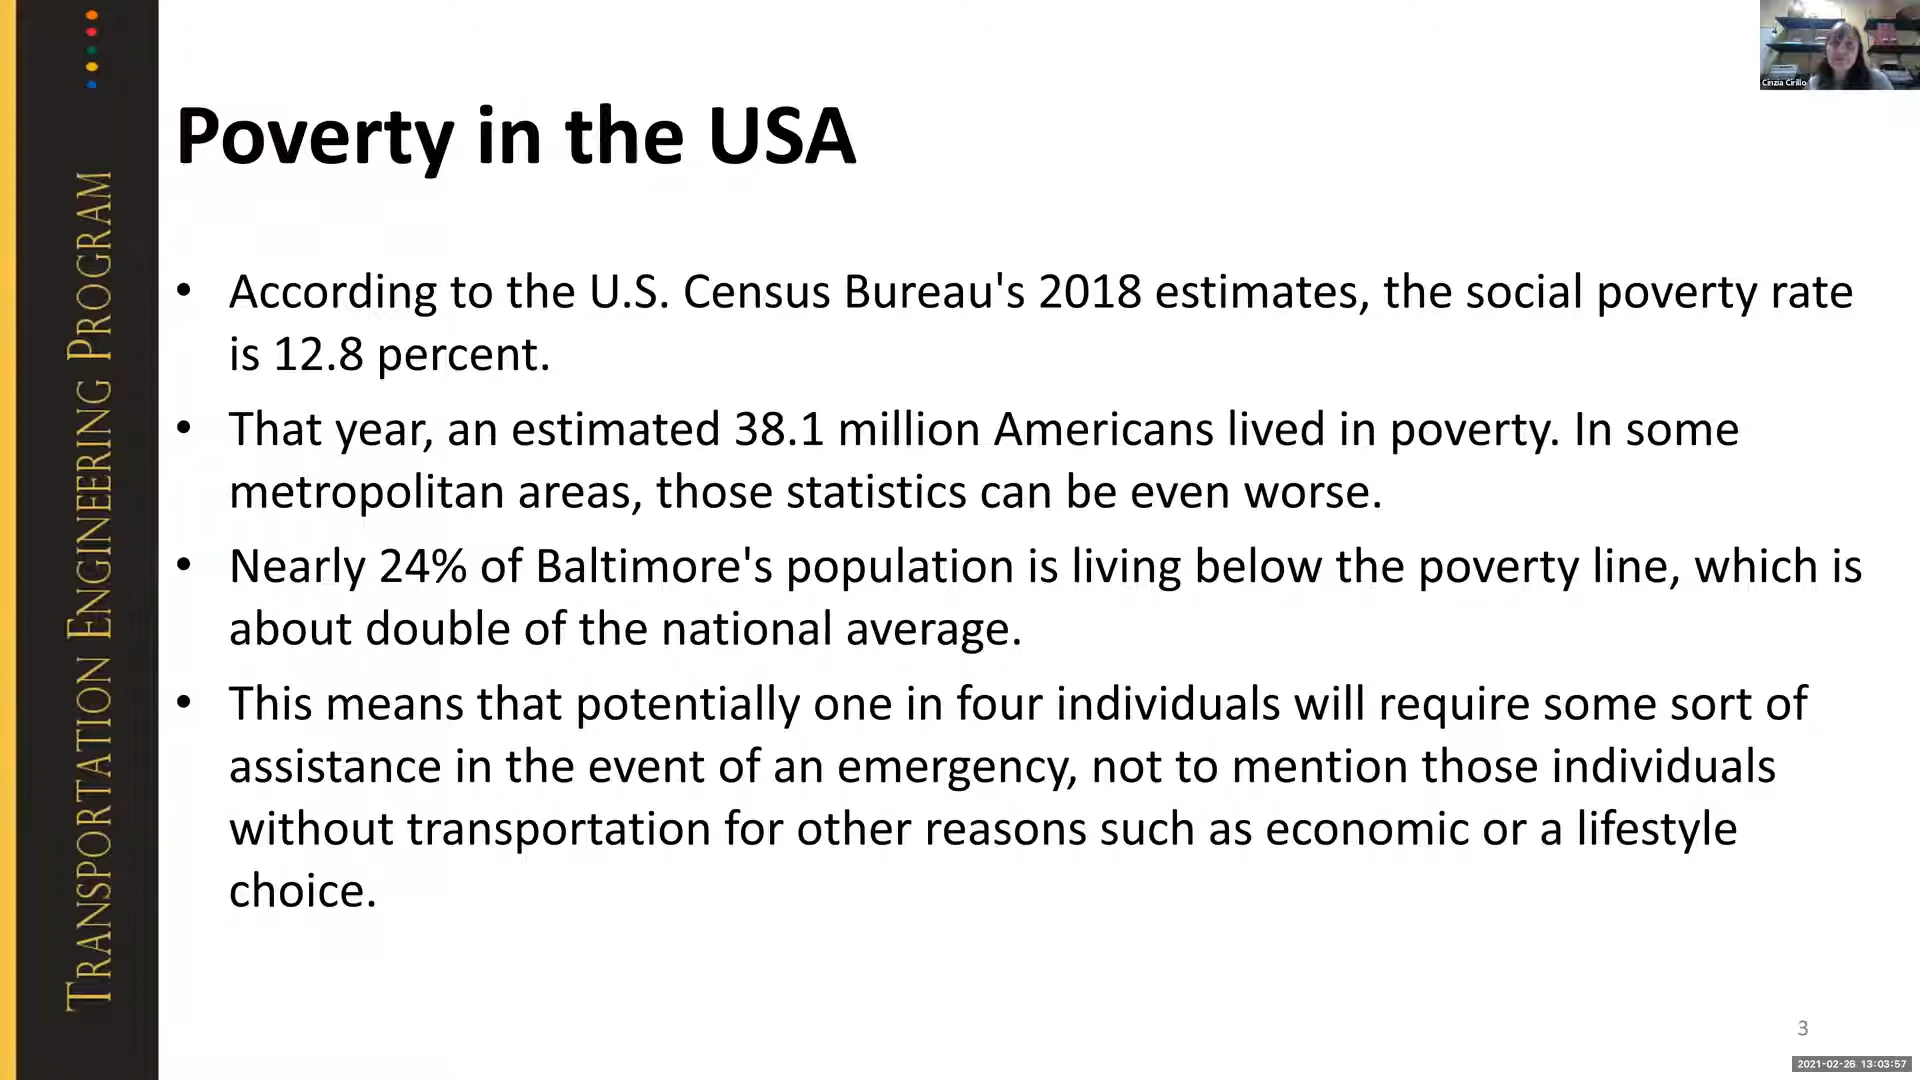 Cinzia Cirillo
TRANSPORTATION ENGINEERING PROGRAM
Poverty in the USA
• According to the U.S. Census Bureau's 2018 estimates, the social poverty rate
is 12.8 percent.
• That year, an estimated 38.1 million Americans lived in poverty. In some
metropolitan areas, those statistics can be even worse.
• Nearly 24% of Baltimore's population is living below the poverty line, which is
about double of the national average.
• This means that potentially one in four individuals will require some sort of
assistance in the event of an emergency, not to mention those individuals
without transportation for other reasons such as economic or a lifestyle
choice.
3
2021-02-26 13:03:57